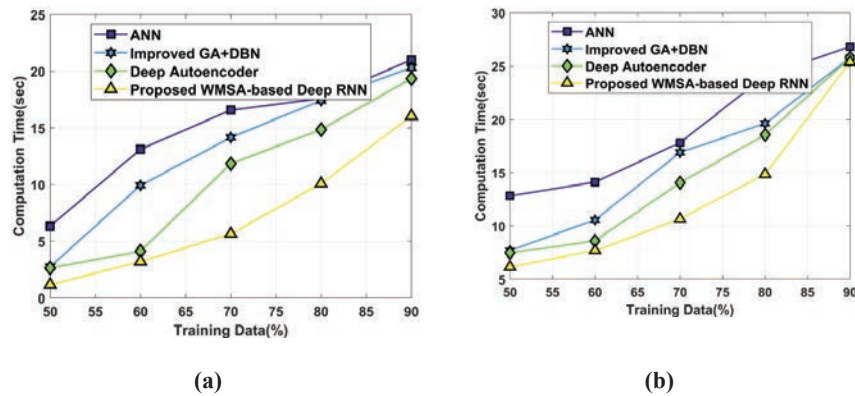 25
20
15
10
5
0
Computation Time(sec)
ANN
Improved GA+DBN
Deep Autoencoder
Proposed WMSA-based Deep RNN
50 55 60 65 70 75 80 85 90
Training Data(%)
(a)
30
25
20
15
10
5
Computation Time(sec)
ANN
Improved GA+DBN
Deep Autoencoder
Proposed WMSA-based Deep RNN
50 55 60 65 70 75 80 85 90
Training Data(%)
(b)